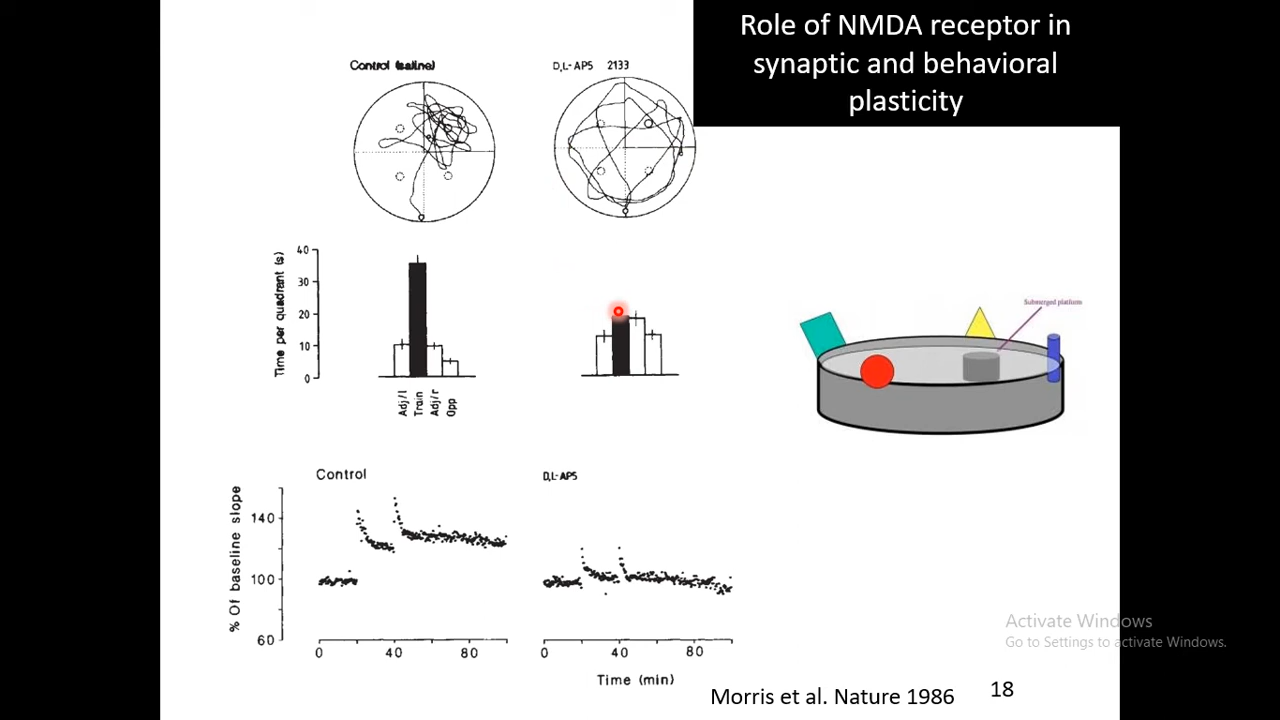 Role of NMDA receptor in
synaptic and behavioral
plasticity
Control (saline)
D,L-AP5 2133
Time per quadrant (s)
40
30
20
10
0
Adj/l
Train
Adj/r
Opp
Submerged platform
Control
D,L-AP5
% Of baseline slope
140
100
60
0 40 80
0 40 80
Time (min)
Activate Windows
Go to Settings to activate Windows.
Morris et al. Nature 1986
18